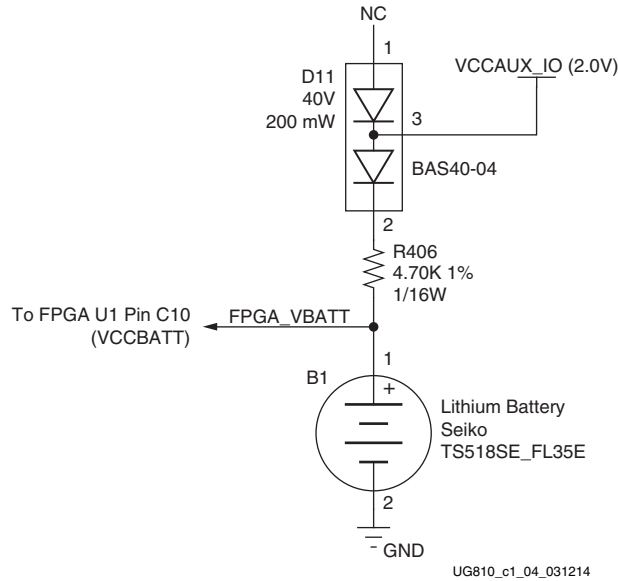 NC
1
D11
40V
200 mW
VCCAUX_IO (2.0V)
3
BAS40-04
2
R406
4.70K 1%
1/16W
To FPGA U1 Pin C10
(VCCBATT)
FPGA_VBATT
1
B1
+
Lithium Battery
Seiko
TS518SE_FL35E
2
GND
UG810_c1_04_031214